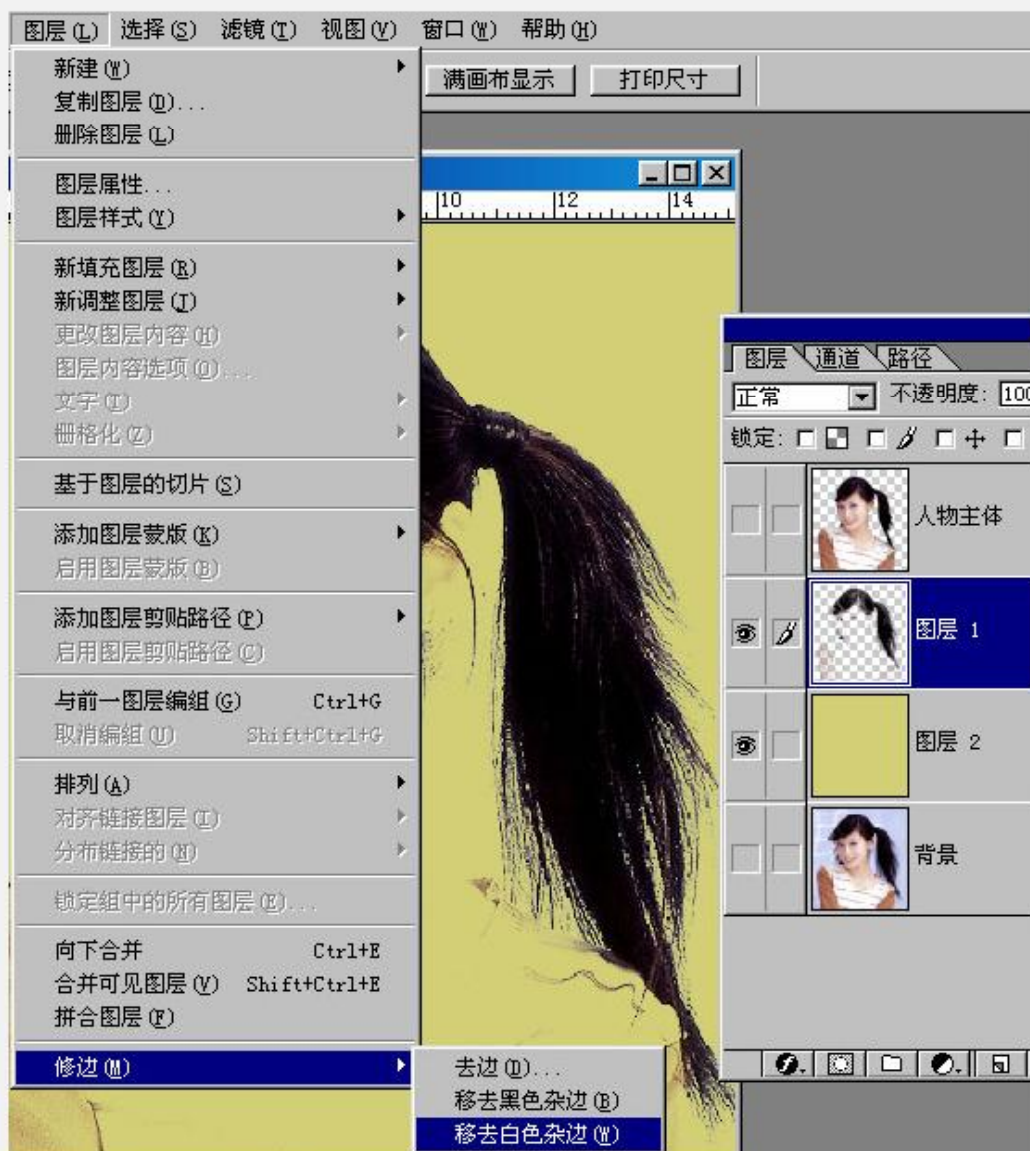 图层(L) 选择(S) 滤镜(T) 视图(V) 窗口(W) 帮助(H)
满画布显示 打印尺寸
新建(W)
复制图层(D)...
删除图层(L)
图层属性...
图层样式(Y)
新填充图层(R)
新调整图层(J)
更改图层内容(H)
图层内容选项(O)...
文字(T)
栅格化(Z)
基于图层的切片(S)
添加图层蒙版(K)
启用图层蒙版(B)
添加图层剪贴路径(P)
启用图层剪贴路径(C)
与前一图层编组(G) Ctrl+G
取消编组(U) Shift+Ctrl+G
排列(A)
对齐链接图层(I)
分布链接的(N)
锁定组中的所有图层(E)...
向下合并 Ctrl+E
合并可见图层(V) Shift+Ctrl+E
拼合图层(F)
修边(M)
去边(D)...
移去黑色杂边(B)
移去白色杂边(W)
10 12 14
图层 通道 路径
正常 不透明度: 100
锁定:
人物主体
图层 1
图层 2
背景